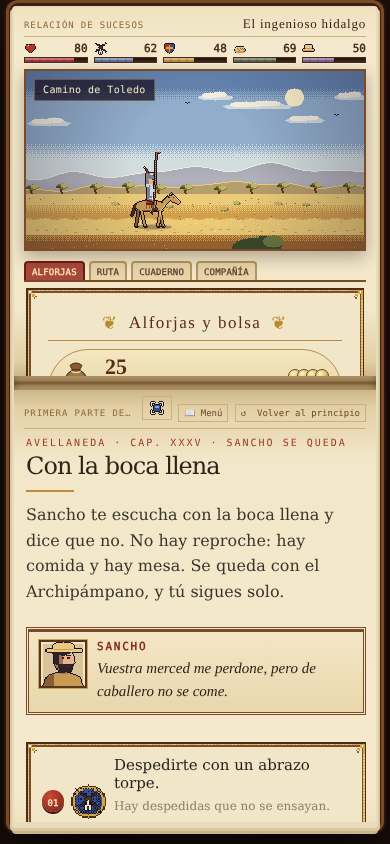 RELACIÓN DE SUCESOS
El ingenioso hidalgo
80 62 48 69 50
Camino de Toledo
ALFORJAS RUTA CUADERNO COMPAÑÍA
Alforjas y bolsa
25
PRIMERA PARTE DE…
Menú
↺ Volver al principio
AVELLANEDA · CAP. XXXV · SANCHO SE QUEDA
Con la boca llena
Sancho te escucha con la boca llena y
dice que no. No hay reproche: hay
comida y hay mesa. Se queda con el
Archipámpano, y tú sigues solo.
SANCHO
Vuestra merced me perdone, pero de
caballero no se come.
01
Despedirte con un abrazo
torpe.
Hay despedidas que no se ensayan.